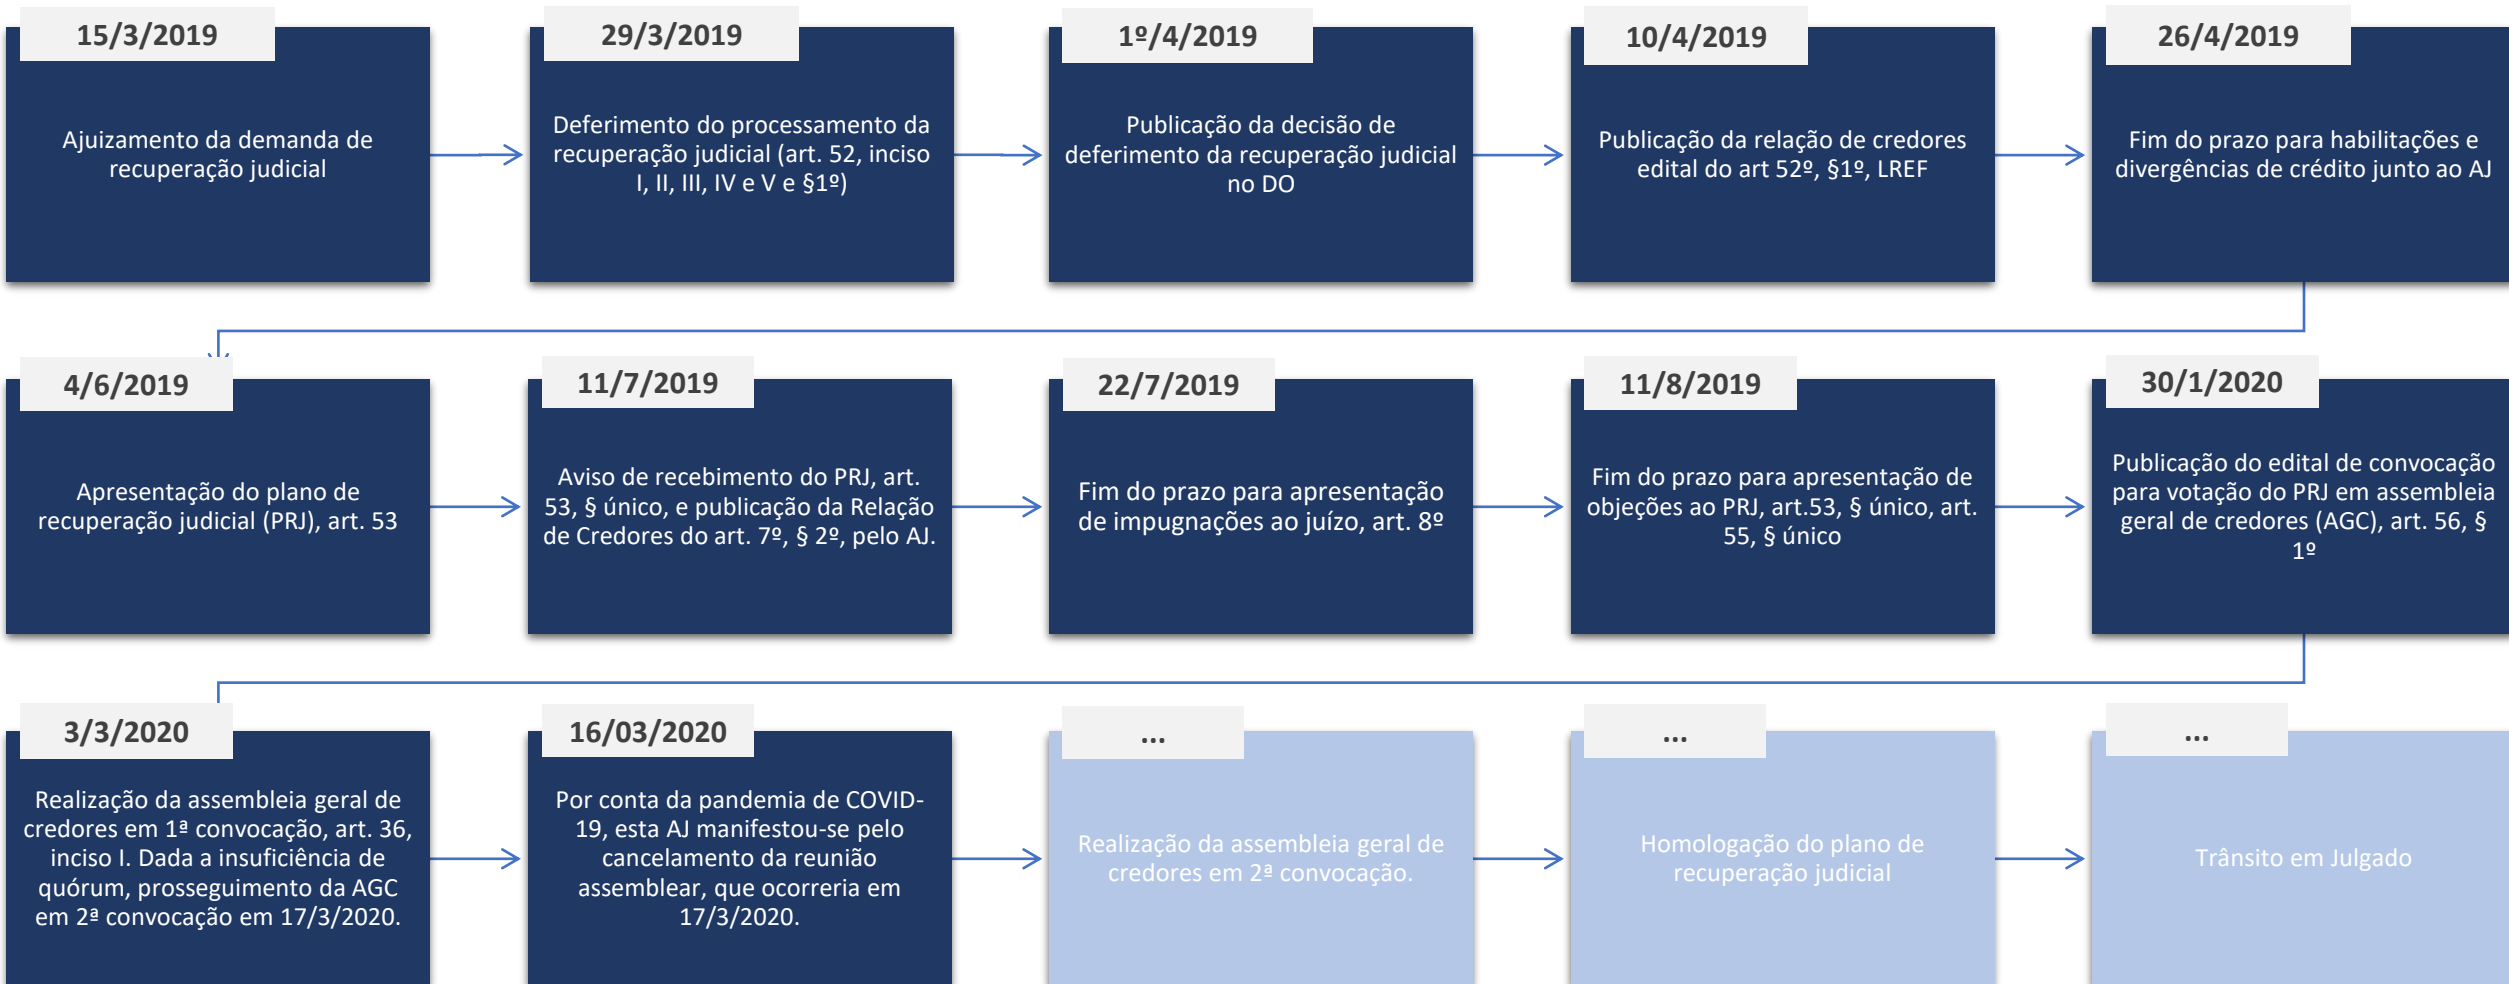 15/3/2019
Ajuizamento da demanda de
recuperação judicial
29/3/2019
Deferimento do processamento da
recuperação judicial (art. 52, inciso
I, II, III, IV e V e §1º)
1º/4/2019
Publicação da decisão de
deferimento da recuperação judicial
no DO
10/4/2019
Publicação da relação de credores
edital do art 52º, §1º, LREF
26/4/2019
Fim do prazo para habilitações e
divergências de crédito junto ao AJ
4/6/2019
Apresentação do plano de
recuperação judicial (PRJ), art. 53
11/7/2019
Aviso de recebimento do PRJ, art.
53, § único, e publicação da Relação
de Credores do art. 7º, § 2º, pelo AJ.
22/7/2019
Fim do prazo para apresentação
de impugnações ao juízo, art. 8º
11/8/2019
Fim do prazo para apresentação de
objeções ao PRJ, art.53, § único, art.
55, § único
30/1/2020
Publicação do edital de convocação
para votação do PRJ em assembleia
geral de credores (AGC), art. 56, §
1º
3/3/2020
Realização da assembleia geral de
credores em 1ª convocação, art. 36,
inciso I. Dada a insuficiência de
quórum, prosseguimento da AGC
em 2ª convocação em 17/3/2020.
16/03/2020
Por conta da pandemia de COVID-
19, esta AJ manifestou-se pelo
cancelamento da reunião
assemblear, que ocorreria em
17/3/2020.
...
Realização da assembleia geral de
credores em 2ª convocação.
...
Homologação do plano de
recuperação judicial
...
Trânsito em Julgado